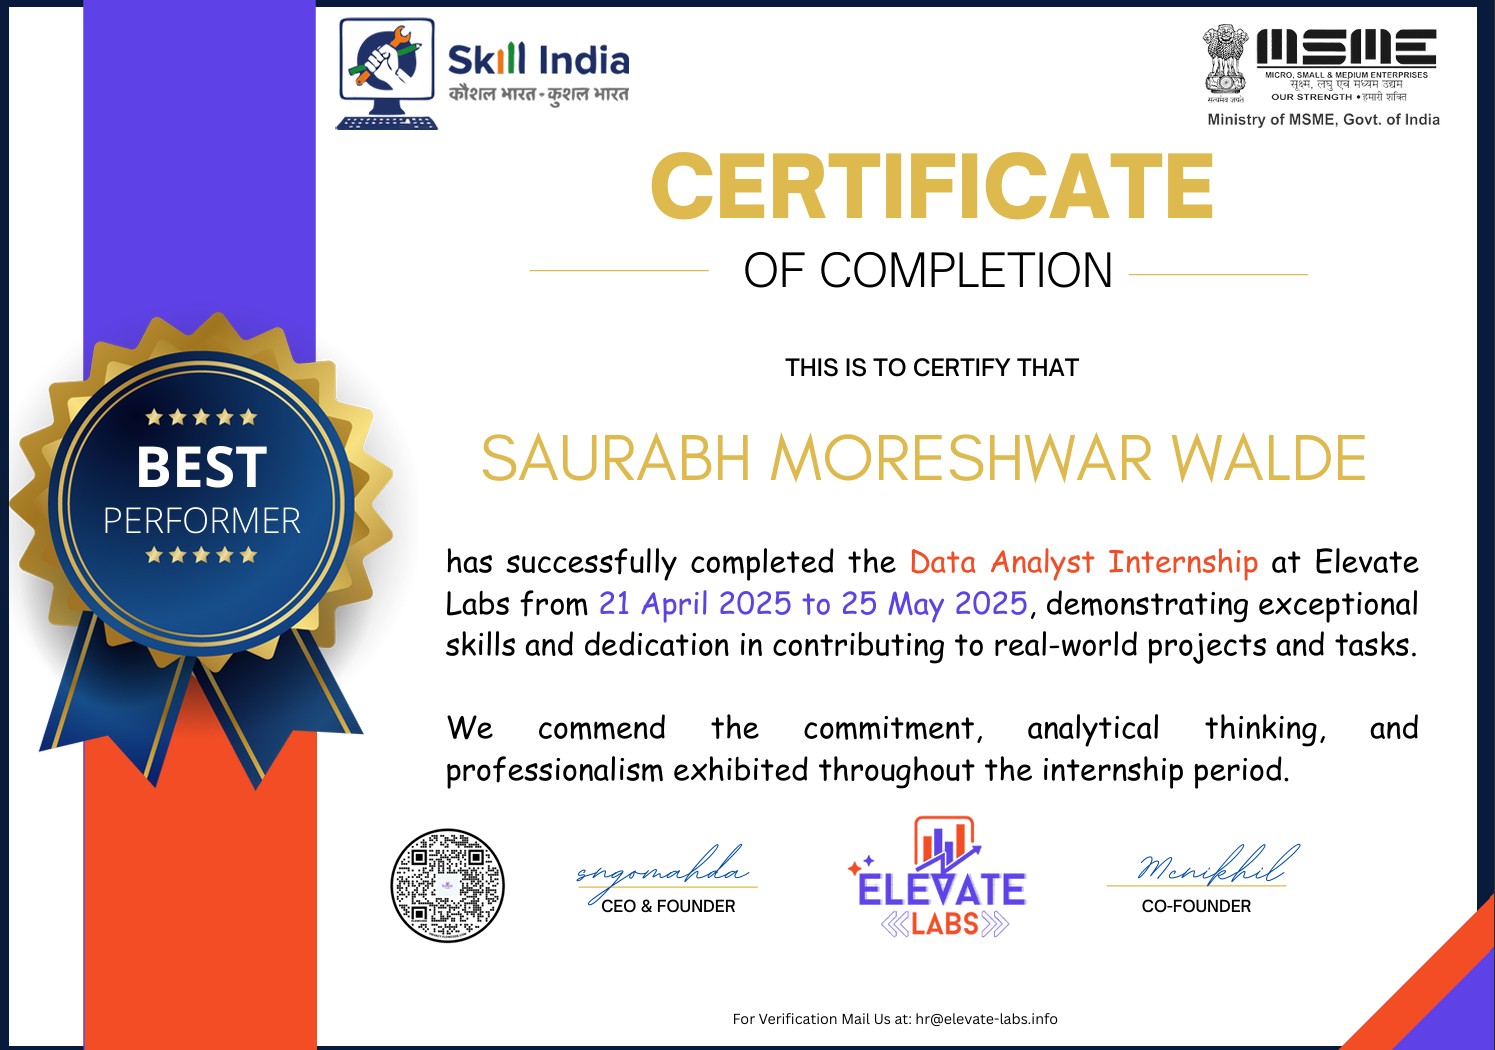 Skill India
कौशल भारत - कुशल भारत
MSME
MICRO, SMALL & MEDIUM ENTERPRISES
सूक्ष्म, लघु एवं मध्यम उद्यम
सत्यमेव जयते
OUR STRENGTH • हमारी शक्ति
Ministry of MSME, Govt. of India
CERTIFICATE
OF COMPLETION
THIS IS TO CERTIFY THAT
BEST
PERFORMER
SAURABH MORESHWAR WALDE
has successfully completed the Data Analyst Internship at Elevate
Labs from 21 April 2025 to 25 May 2025, demonstrating exceptional
skills and dedication in contributing to real-world projects and tasks.
We commend the commitment, analytical thinking, and
professionalism exhibited throughout the internship period.
sngomahda
CEO & FOUNDER
ELEVATE
LABS
Mcnikhil
CO-FOUNDER
For Verification Mail Us at: hr@elevate-labs.info